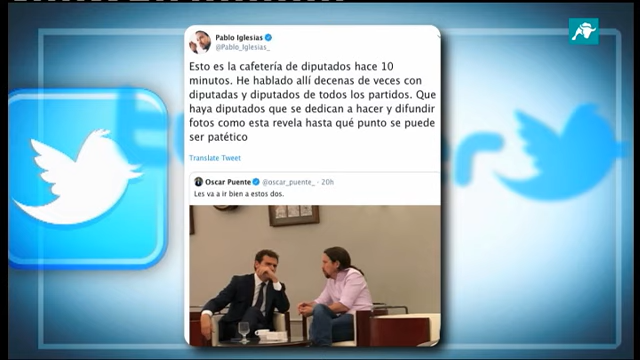 Pablo Iglesias
@Pablo_Iglesias_
Esto es la cafetería de diputados hace 10
minutos. He hablado allí decenas de veces con
diputadas y diputados de todos los partidos. Que
haya diputados que se dedican a hacer y difundir
fotos como esta revela hasta qué punto se puede
ser patético
Translate Tweet
Oscar Puente @oscar_puente_ · 20h
Les va a ir bien a estos dos.